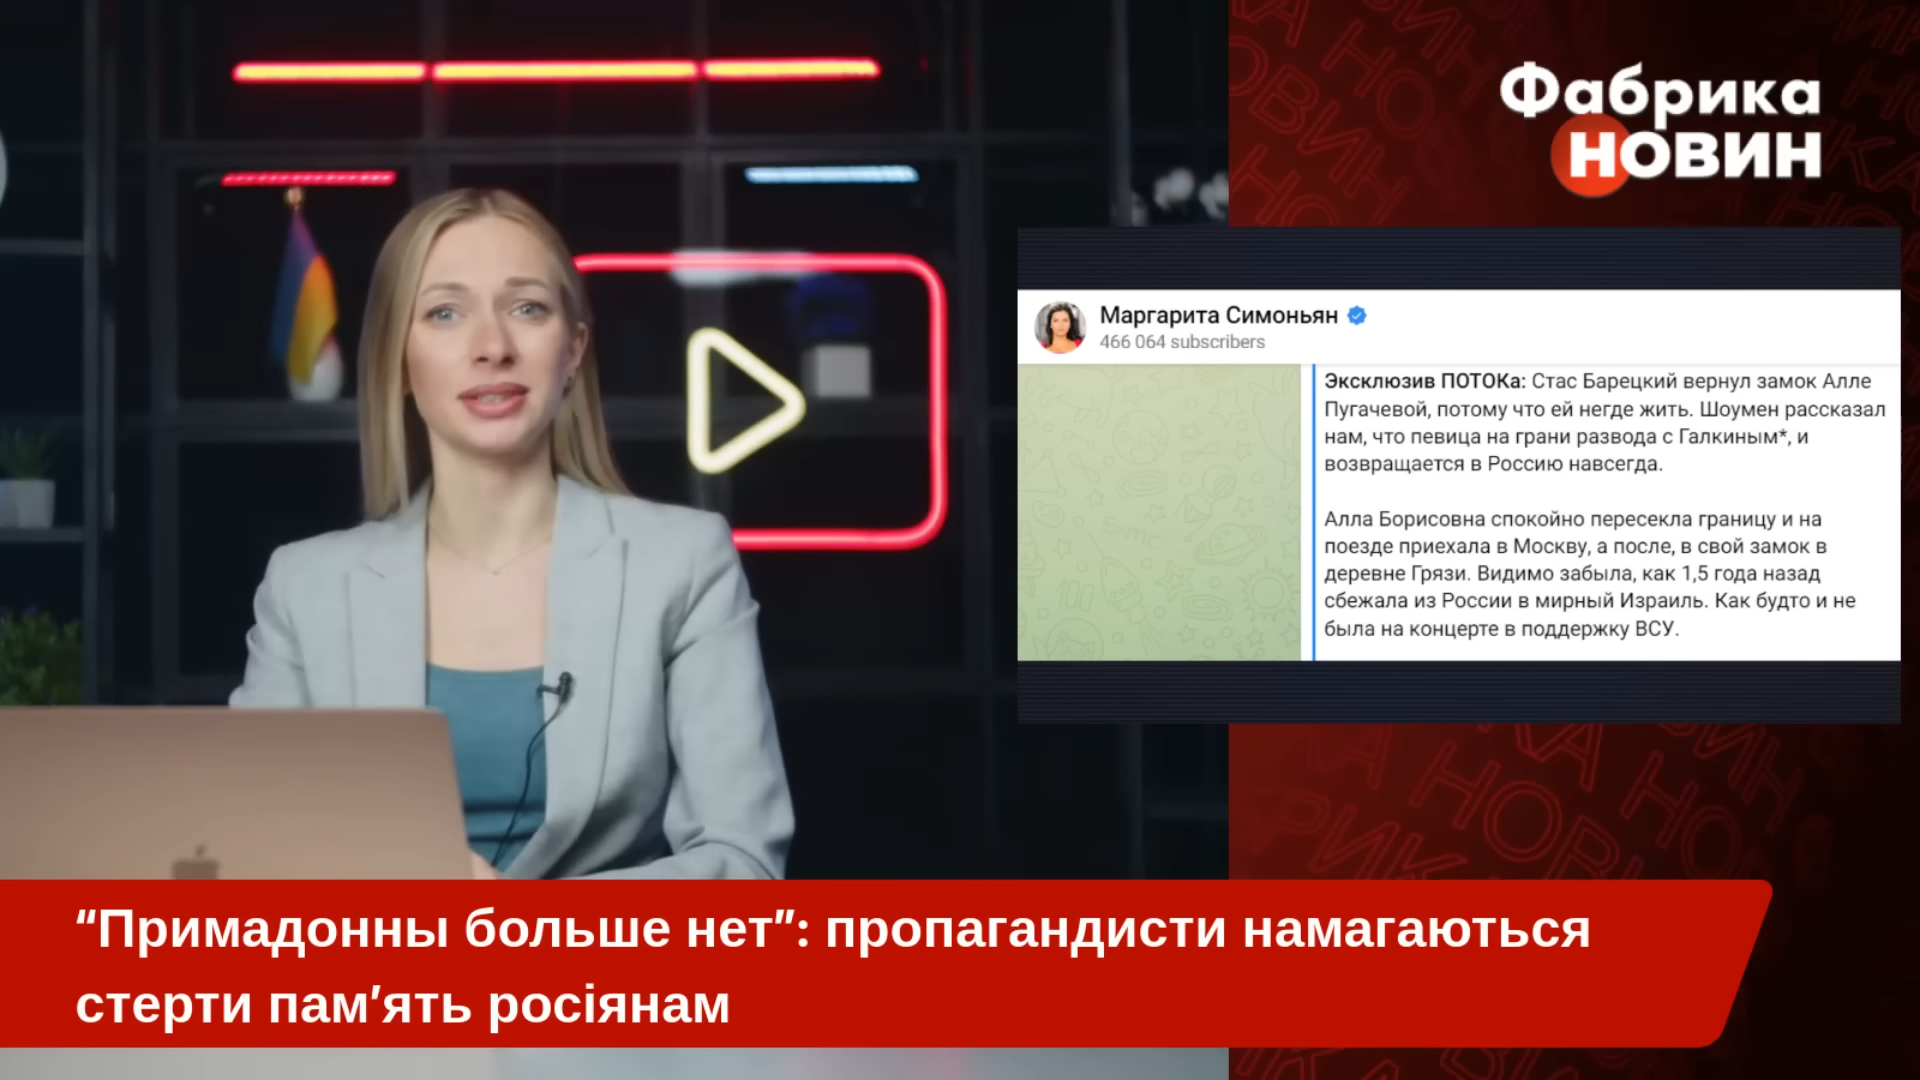 Фабрика
новин
Маргарита Симоньян
466 064 subscribers
Эксклюзив ПОТОКа: Стас Барецкий вернул замок Алле
Пугачевой, потому что ей негде жить. Шоумен рассказал
нам, что певица на грани развода с Галкиным*, и
возвращается в Россию навсегда.
Алла Борисовна спокойно пересекла границу и на
поезде приехала в Москву, а после, в свой замок в
деревне Грязи. Видимо забыла, как 1,5 года назад
сбежала из России в мирный Израиль. Как будто и не
была на концерте в поддержку ВСУ.
“Примадонны больше нет”: пропагандисти намагаються
стерти пам’ять росіянам